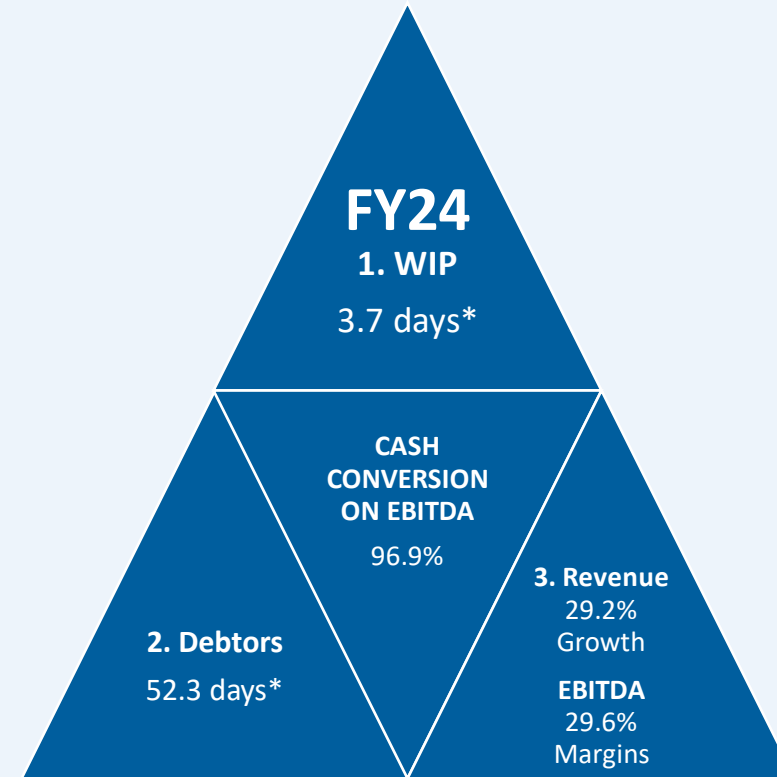 FY24
1. WIP
3.7 days*
CASH
CONVERSION
ON EBITDA
96.9%
2. Debtors
52.3 days*
3. Revenue
29.2%
Growth
EBITDA
29.6%
Margins